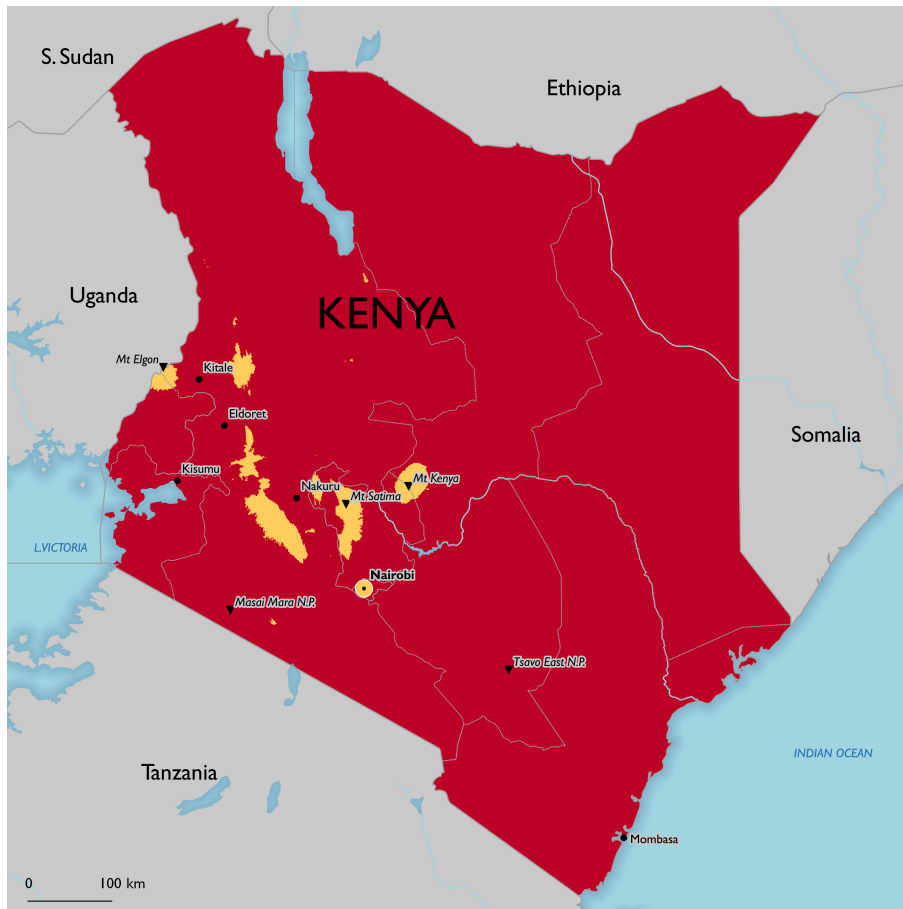 S. Sudan
Ethiopia
Uganda
KENYA
Mt Elgon
Kitale
Eldoret
Somalia
Kisumu
Mt Kenya
Nakuru
Mt Satima
L.VICTORIA
Nairobi
Masai Mara N.P.
Tsavo East N.P.
INDIAN OCEAN
Tanzania
Mombasa
0 100 km